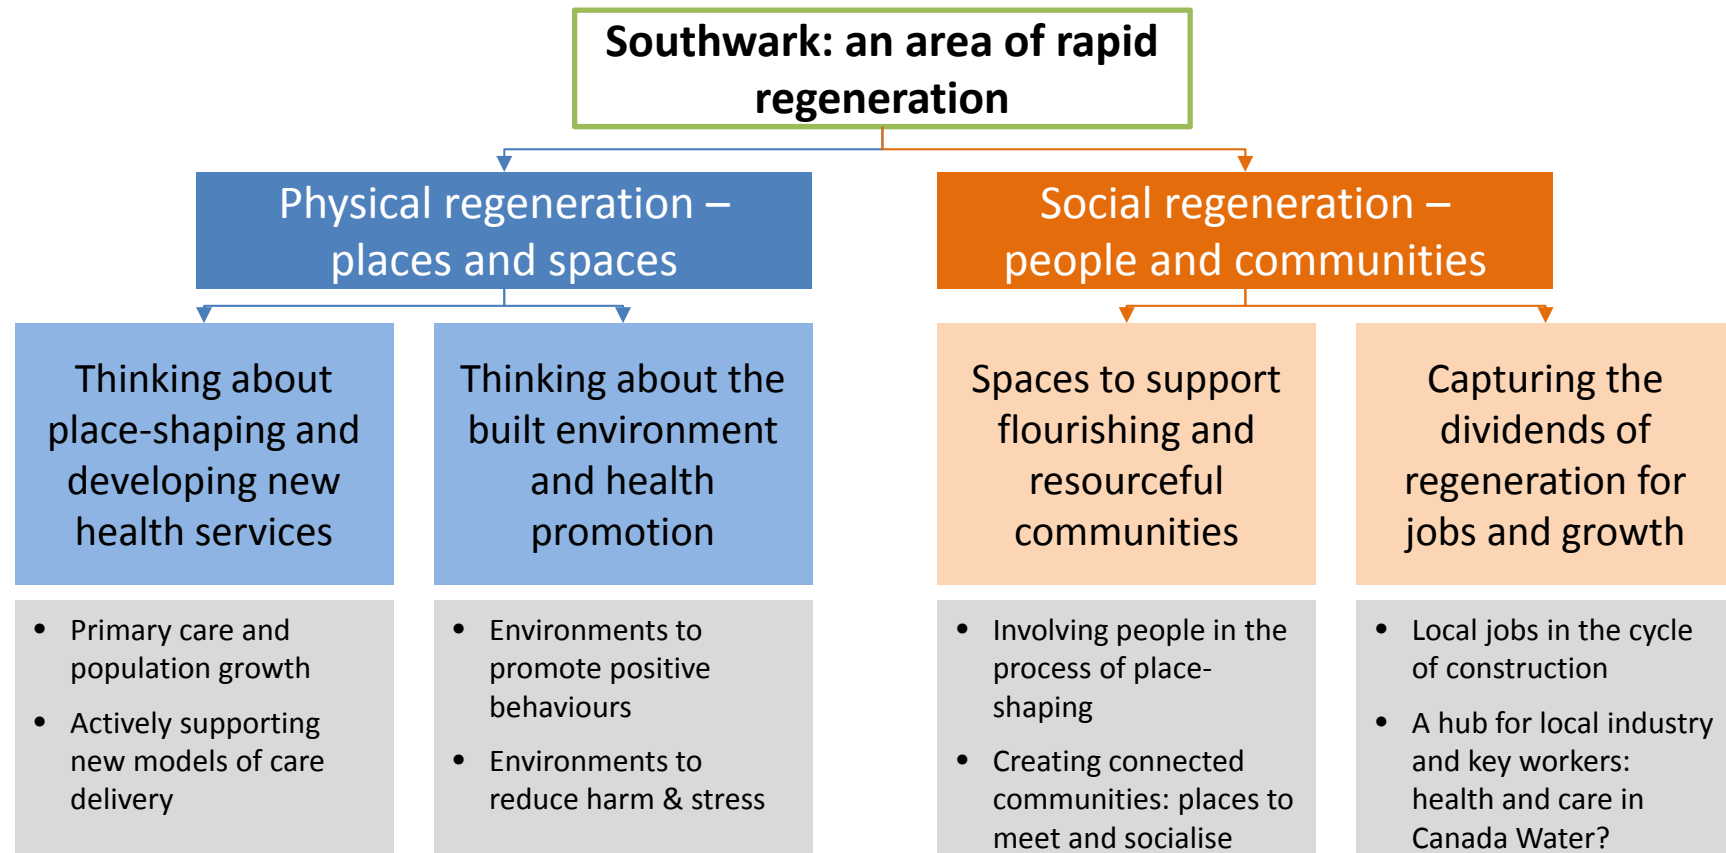 Southwark: an area of rapid
regeneration
Physical regeneration –
places and spaces
Social regeneration –
people and communities
Thinking about
place-shaping and
developing new
health services
Thinking about the
built environment
and health
promotion
Spaces to support
flourishing and
resourceful
communities
Capturing the
dividends of
regeneration for
jobs and growth
• Primary care and
population growth
• Actively supporting
new models of care
delivery
• Environments to
promote positive
behaviours
• Environments to
reduce harm & stress
• Involving people in the
process of place-
shaping
• Creating connected
communities: places to
meet and socialise
• Local jobs in the cycle
of construction
• A hub for local industry
and key workers:
health and care in
Canada Water?